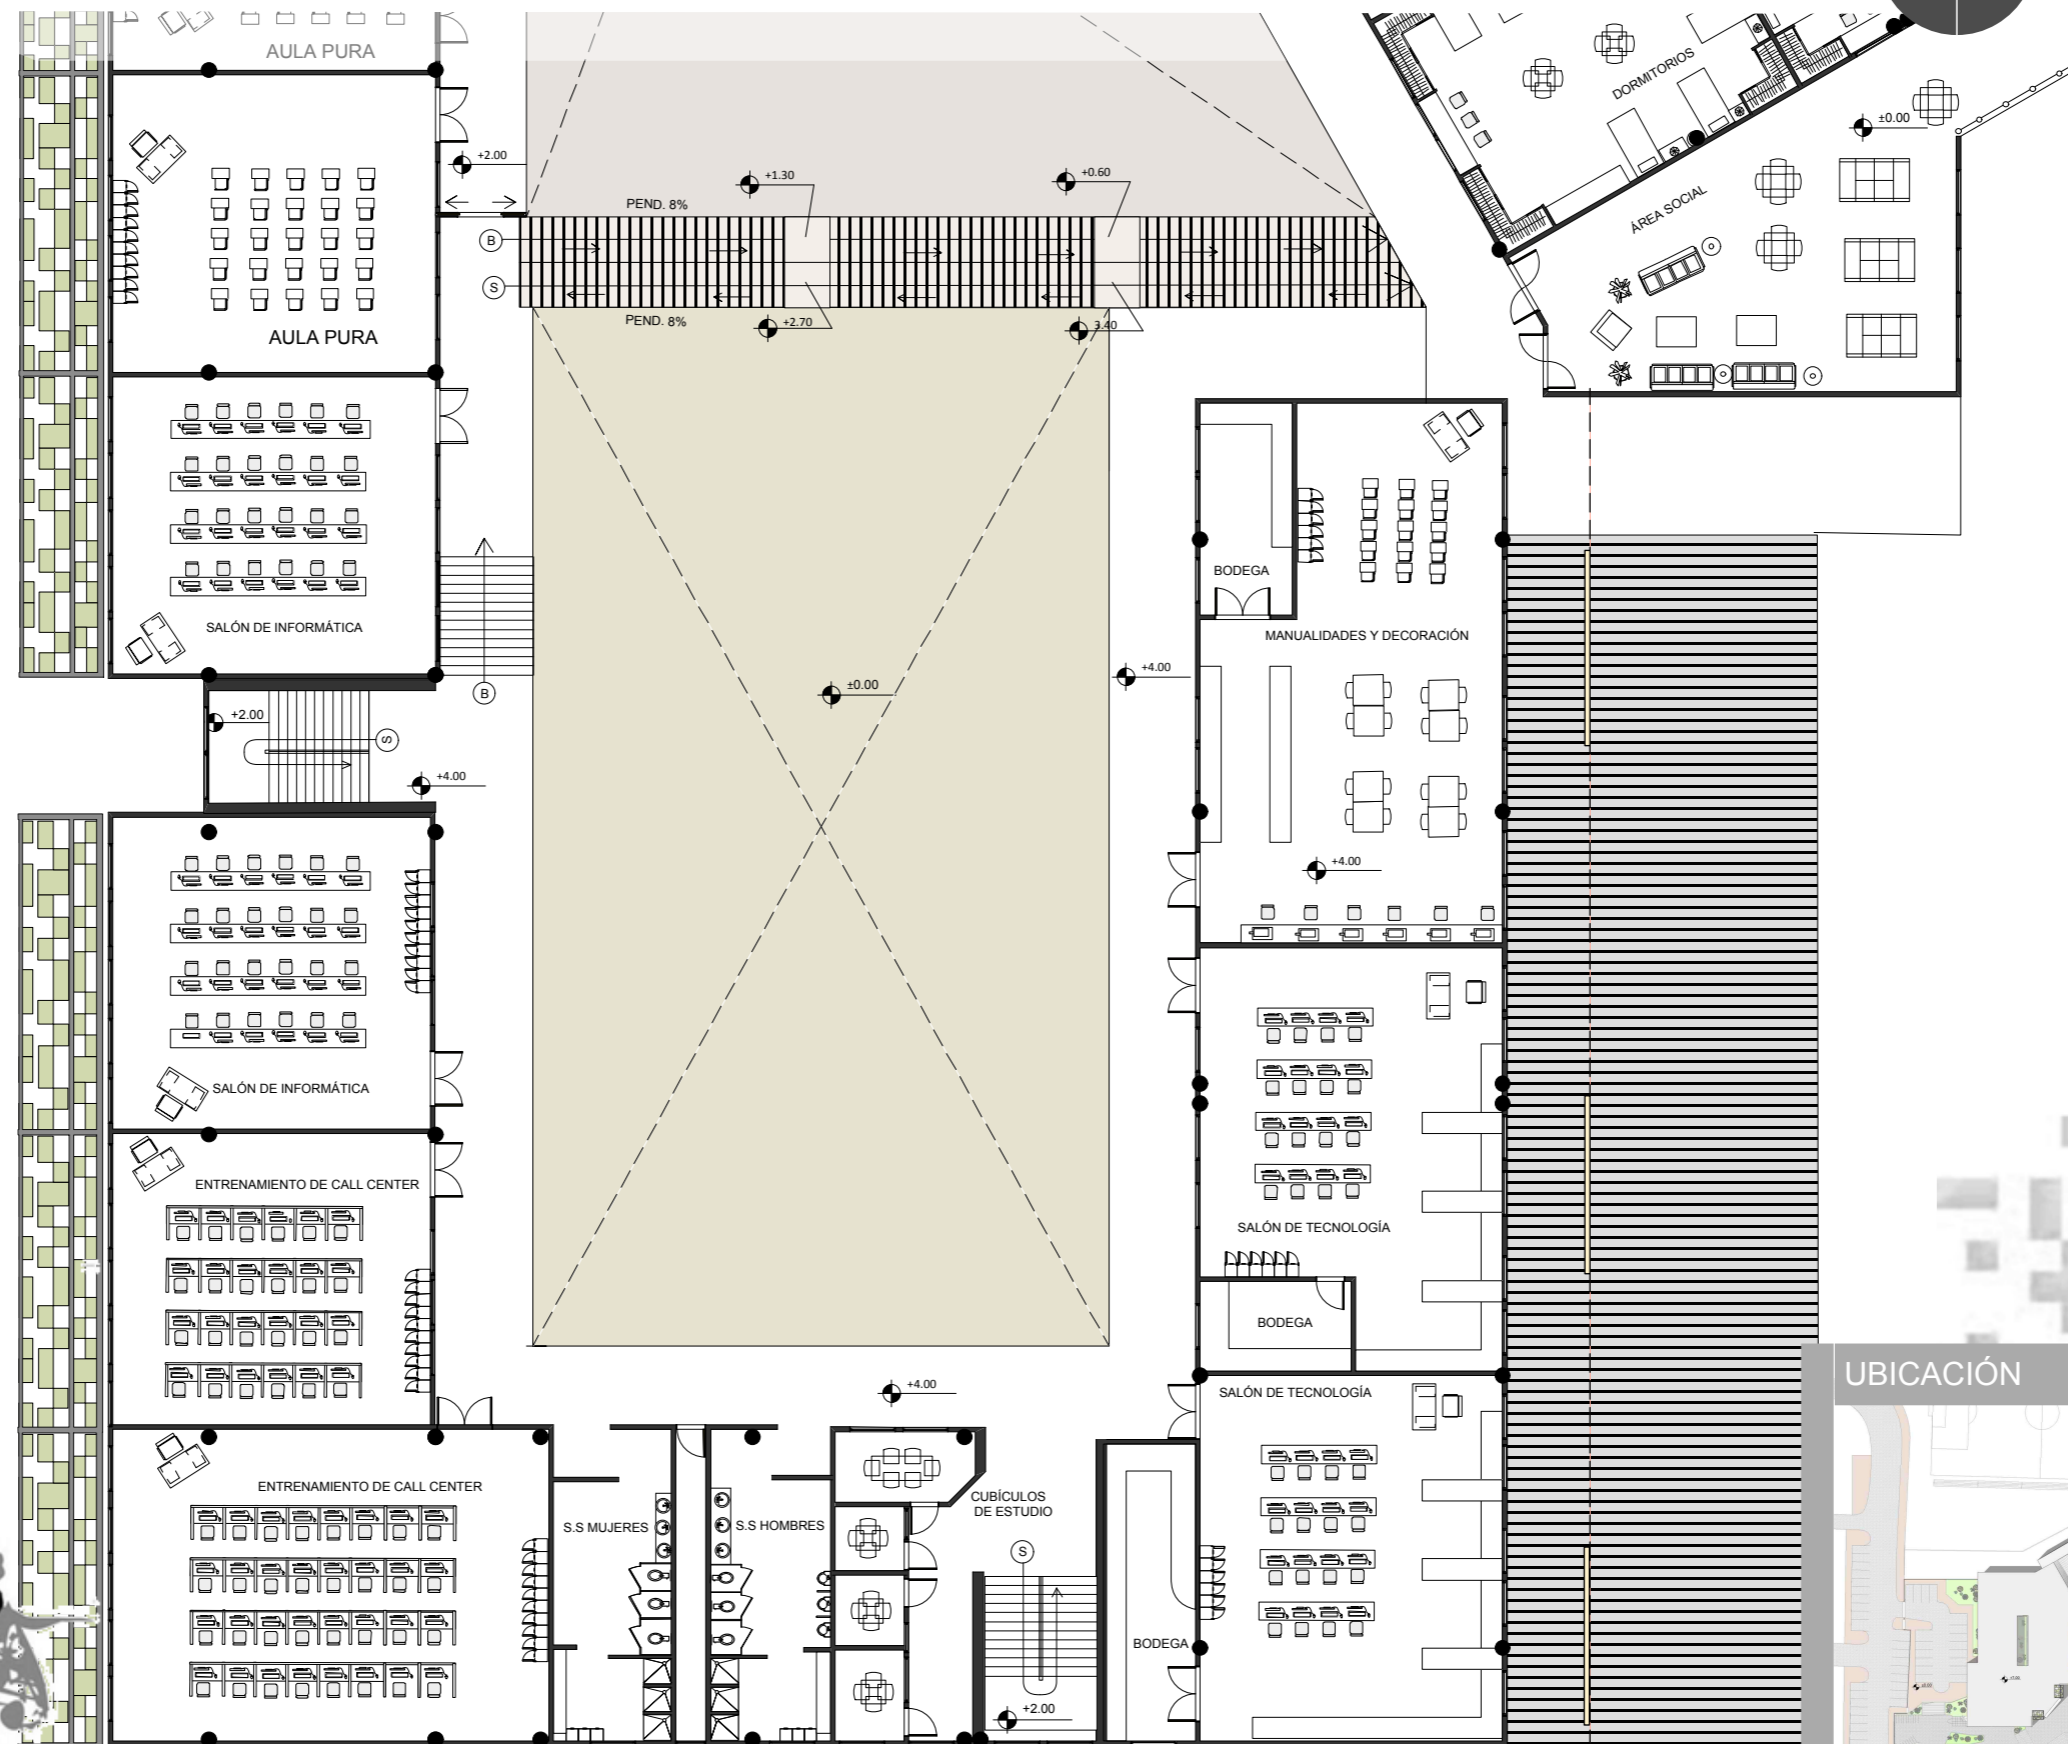 AULA PURA
DORMITORIOS
±0.00
+2.00
+1.30
+0.60
PEND. 8%
ÁREA SOCIAL
B
S
PEND. 8%
+2.70
3.40
AULA PURA
BODEGA
SALÓN DE INFORMÁTICA
MANUALIDADES Y DECORACIÓN
+4.00
±0.00
B
+2.00
S
+4.00
+4.00
SALÓN DE INFORMÁTICA
ENTRENAMIENTO DE CALL CENTER
SALÓN DE TECNOLOGÍA
BODEGA
UBICACIÓN
+4.00
SALÓN DE TECNOLOGÍA
ENTRENAMIENTO DE CALL CENTER
CUBÍCULOS
DE ESTUDIO
S.S MUJERES
S.S HOMBRES
S
BODEGA
+2.00